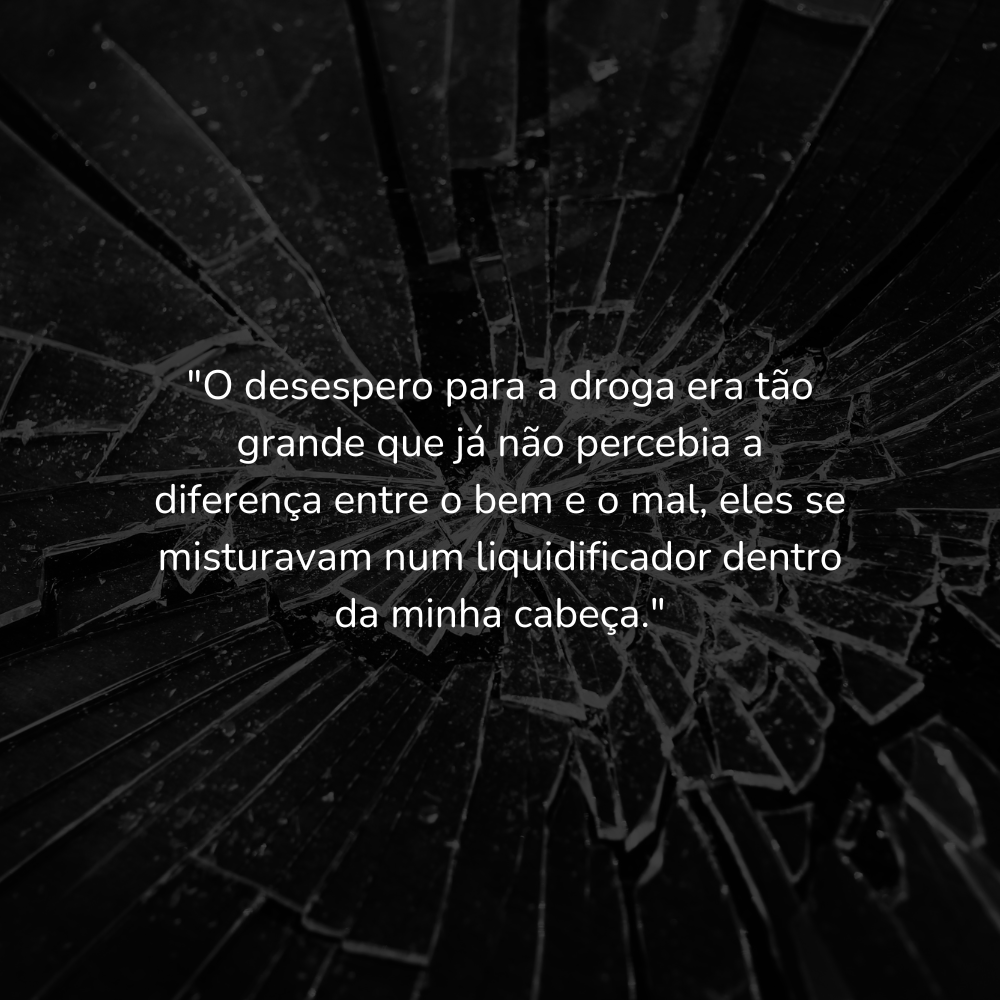 "O desespero para a droga era tão
grande que já não percebia a
diferença entre o bem e o mal, eles se
misturavam num liquidificador dentro
da minha cabeça."